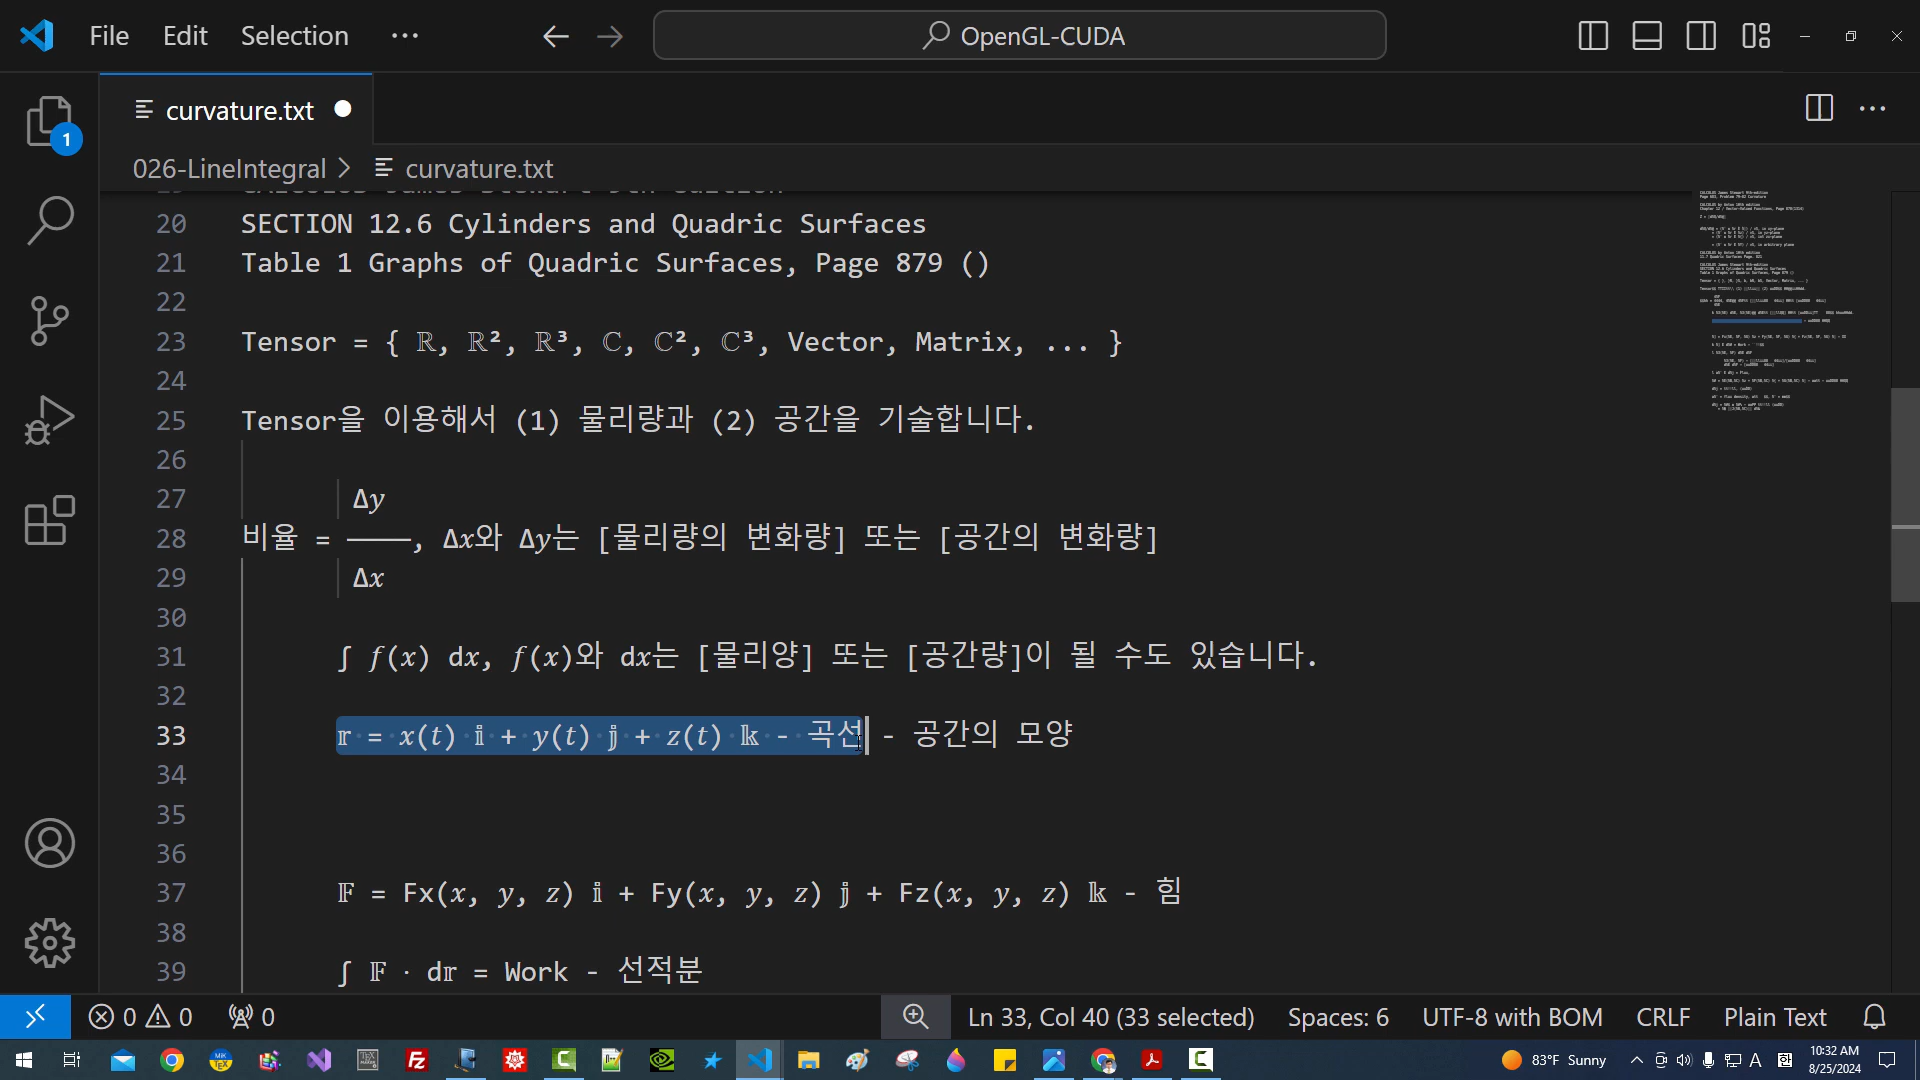 File Edit Selection ···
OpenGL-CUDA
curvature.txt
1
026-LineIntegral > curvature.txt
20 SECTION 12.6 Cylinders and Quadric Surfaces
21 Table 1 Graphs of Quadric Surfaces, Page 879 ()
22
23 Tensor = { ℝ, ℝ², ℝ³, ℂ, ℂ², ℂ³, Vector, Matrix, ... }
24
25 Tensor을 이용해서 (1) 물리량과 (2) 공간을 기술합니다.
26
27 Δ𝑦
28 비율 = ────, Δ𝑥와 Δ𝑦는 [물리량의 변화량] 또는 [공간의 변화량]
29 Δ𝑥
30
31 ∫ 𝑓(𝑥) d𝑥, 𝑓(𝑥)와 d𝑥는 [물리양] 또는 [공간량]이 될 수도 있습니다.
32
33 𝕣 = 𝑥(𝑡) 𝕚 + 𝑦(𝑡) 𝕛 + 𝑧(𝑡) 𝕜 - 곡선 - 공간의 모양
34
35
36
37 𝔽 = Fx(𝑥, 𝑦, 𝑧) 𝕚 + Fy(𝑥, 𝑦, 𝑧) 𝕛 + Fz(𝑥, 𝑦, 𝑧) 𝕜 - 힘
38
39 ∫ 𝔽 · d𝕣 = Work - 선적분
0 0 0 Ln 33, Col 40 (33 selected) Spaces: 6 UTF-8 with BOM CRLF Plain Text
83°F Sunny A 한 10:32 AM
8/25/2024